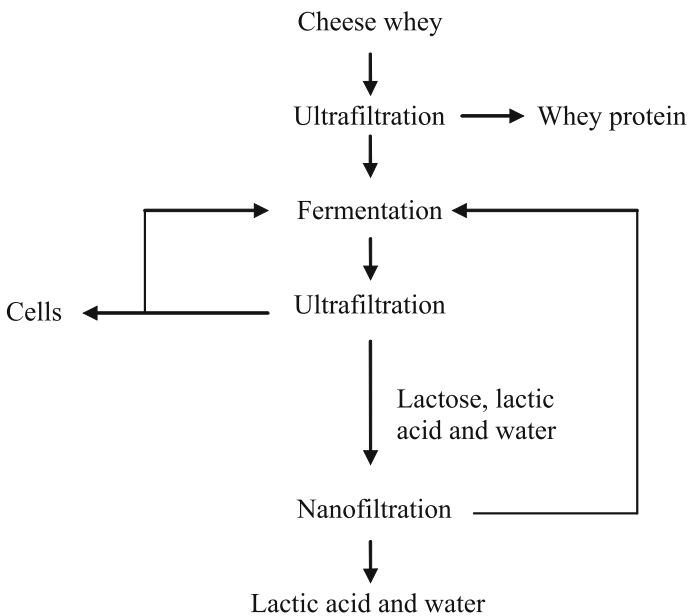 Cheese whey
Ultrafiltration
Whey protein
Fermentation
Ultrafiltration
Cells
Lactose, lactic
acid and water
Nanofiltration
Lactic acid and water